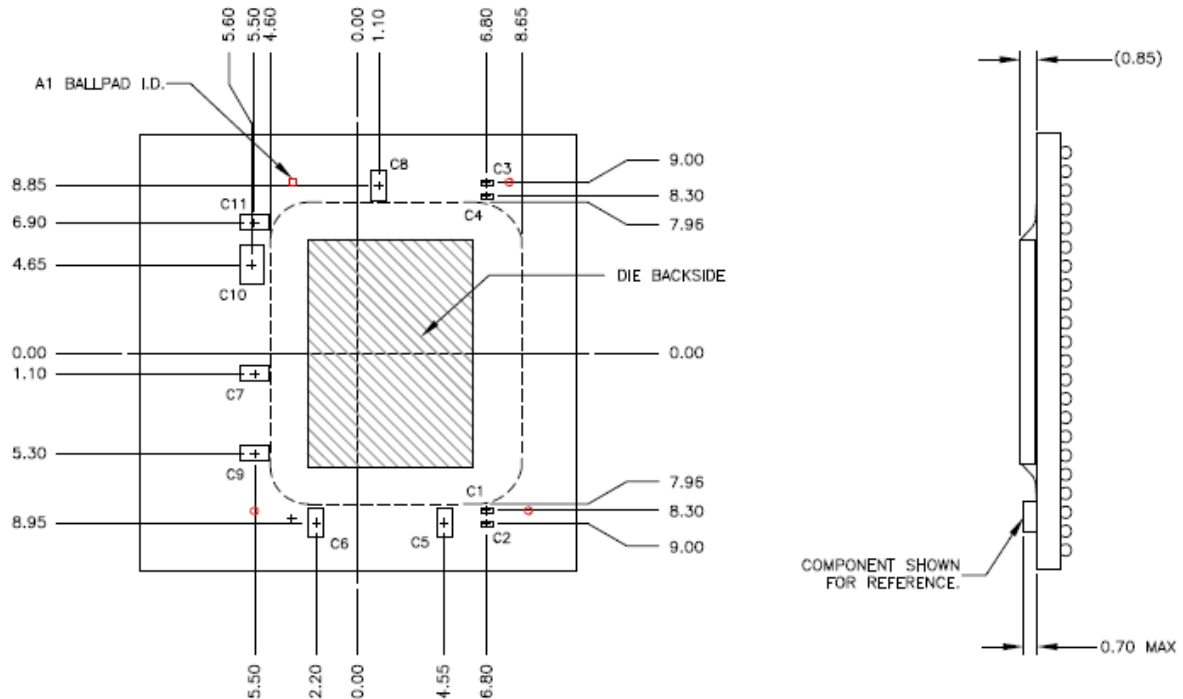 5.60
5.50
4.60
0.00
1.10
6.80
8.65
(0.85)
A1 BALLPAD I.D.
C8
C3
9.00
8.85
8.30
C11
C4
7.96
6.90
4.65
DIE BACKSIDE
C10
0.00
0.00
1.10
C7
5.30
C9
C1
7.96
8.30
8.95
C6
C5
C2
9.00
COMPONENT SHOWN
FOR REFERENCE.
0.70 MAX
5.50
2.20
0.00
4.55
6.80